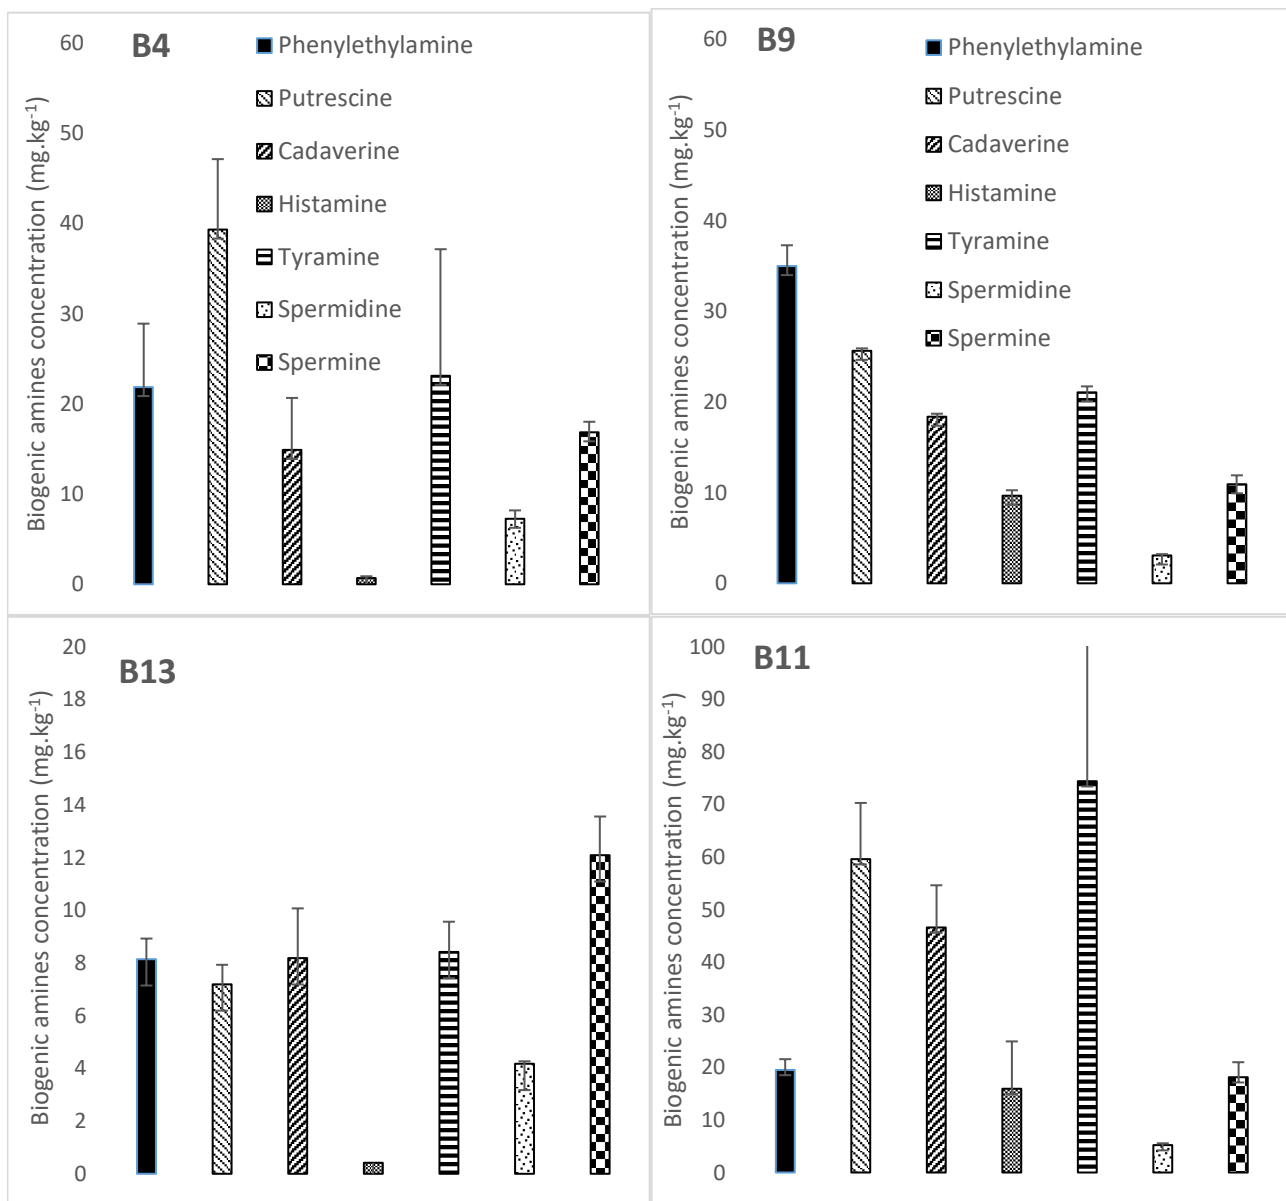 B4
Biogenic amines concentration (mg.kg⁻¹)
60
50
40
30
20
10
0
Phenylethylamine
Putrescine
Cadaverine
Histamine
Tyramine
Spermidine
Spermine
B9
Biogenic amines concentration (mg.kg⁻¹)
60
50
40
30
20
10
0
Phenylethylamine
Putrescine
Cadaverine
Histamine
Tyramine
Spermidine
Spermine
B13
Biogenic amines concentration (mg.kg⁻¹)
20
18
16
14
12
10
8
6
4
2
0
B11
Biogenic amines concentration (mg.kg⁻¹)
100
90
80
70
60
50
40
30
20
10
0